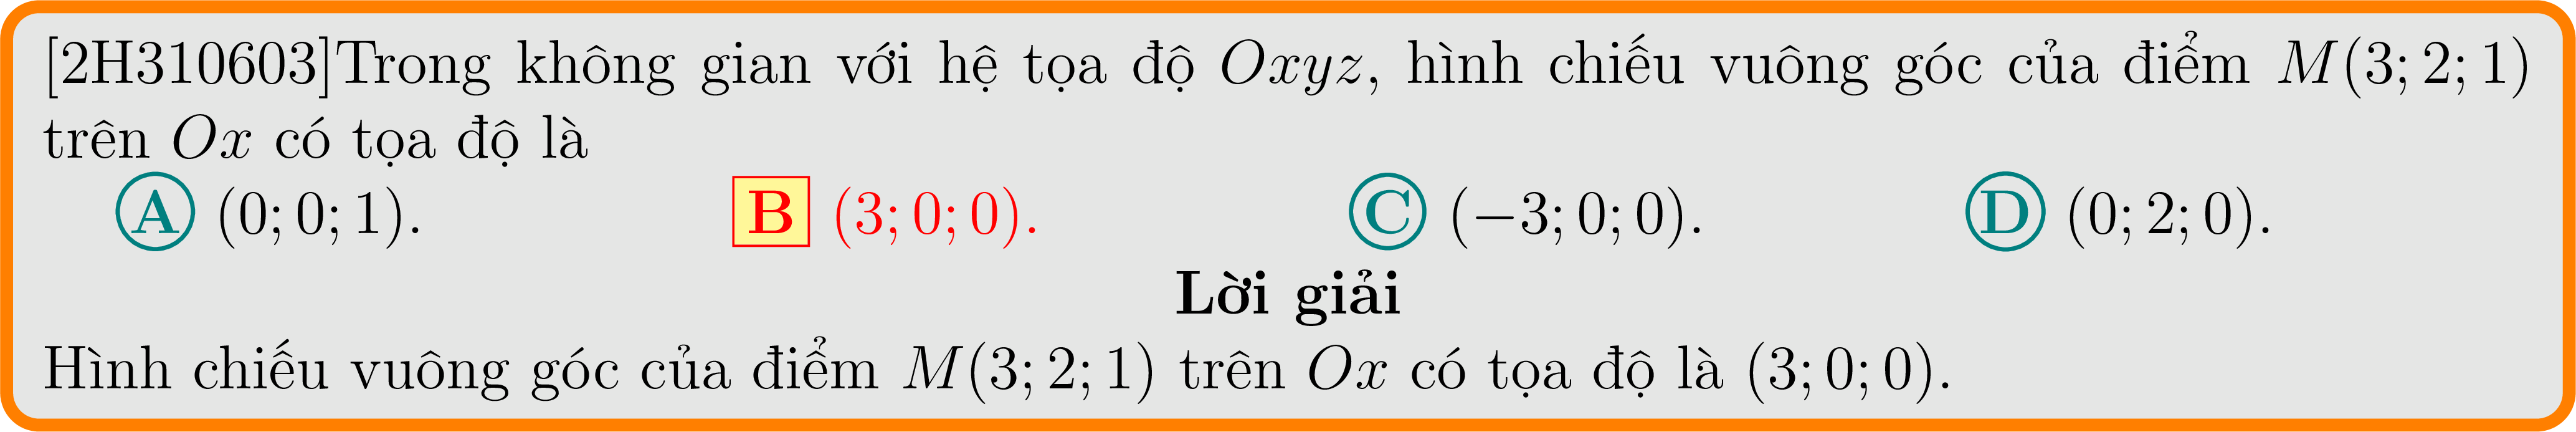 [2H310603]Trong không gian với hệ tọa độ Oxyz, hình chiếu vuông góc của điểm M(3; 2; 1)
trên Ox có tọa độ là
A (0; 0; 1). B (3; 0; 0). C (−3; 0; 0). D (0; 2; 0).
Lời giải
Hình chiếu vuông góc của điểm M(3; 2; 1) trên Ox có tọa độ là (3; 0; 0).